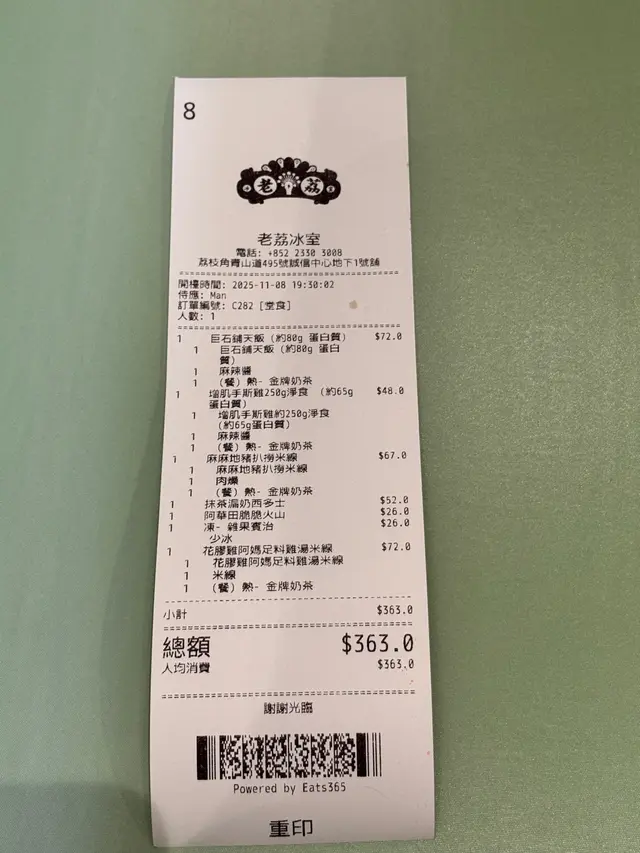 8
老 荔
老荔冰室
電話: +852 2330 3008
荔枝角青山道495號誠信中心地下1號舖
開檯時間: 2025-11-08 19:30:02
侍應: Man
訂單編號: C282 [堂食]
人數: 1
1 巨石鋪天飯 (約80g 蛋白質) $72.0
1 巨石鋪天飯 (約80g 蛋白
質)
1 麻辣醬
1 (餐) 熱- 金牌奶茶
1 增肌手斯雞250g淨食 (約65g $48.0
蛋白質)
1 增肌手斯雞約250g淨食
(約65g蛋白質)
1 麻辣醬
1 (餐) 熱- 金牌奶茶
1 麻麻地豬扒撈米線 $67.0
1 麻麻地豬扒撈米線
1 肉燥
1 (餐) 熱- 金牌奶茶
1 抹茶漏奶西多士 $52.0
1 阿華田脆脆火山 $26.0
1 凍- 雜果賓治 $26.0
少冰
1 花膠雞阿媽足料雞湯米線 $72.0
1 花膠雞阿媽足料雞湯米線
1 米線
1 (餐) 熱- 金牌奶茶
小計 $363.0
總額 $363.0
人均消費 $363.0
謝謝光臨
Powered by Eats365
重印